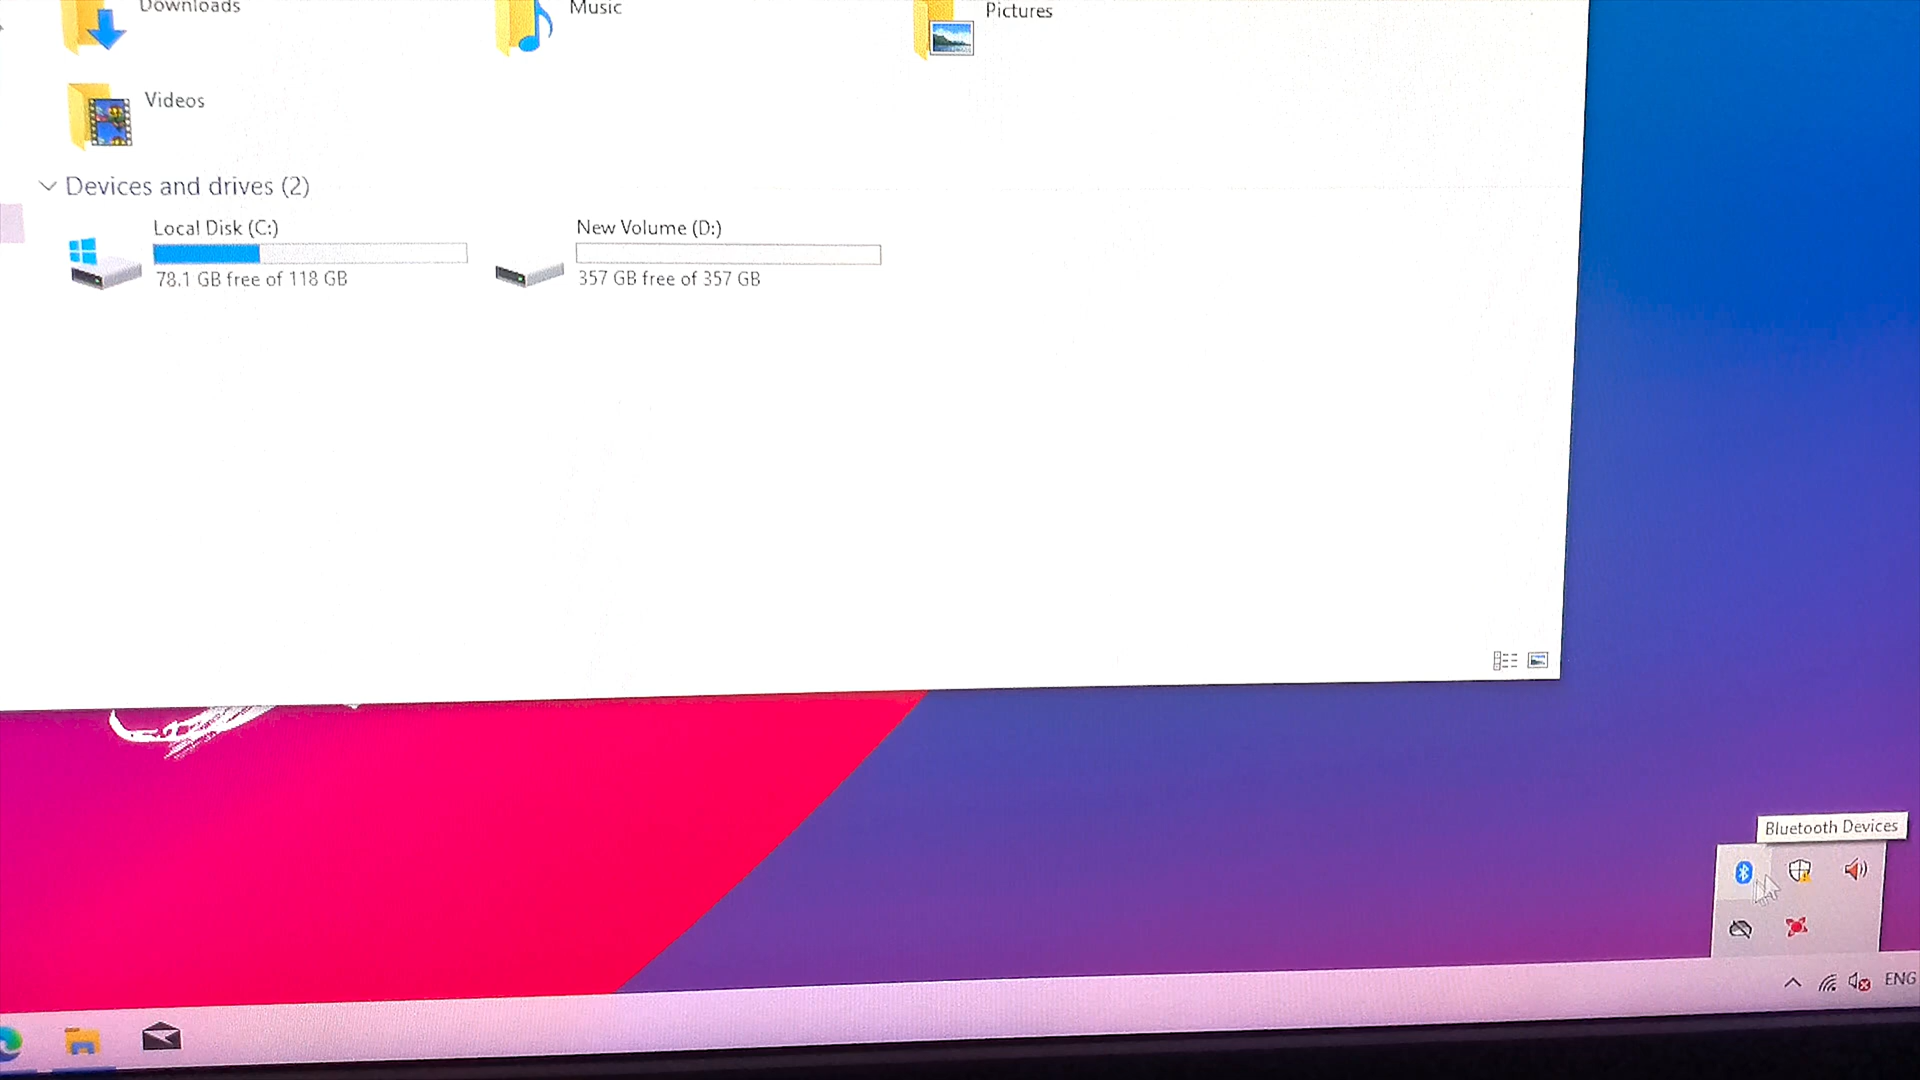 Downloads
Music
Pictures
Videos
Devices and drives (2)
Local Disk (C:)
78.1 GB free of 118 GB
New Volume (D:)
357 GB free of 357 GB
Bluetooth Devices
ENG